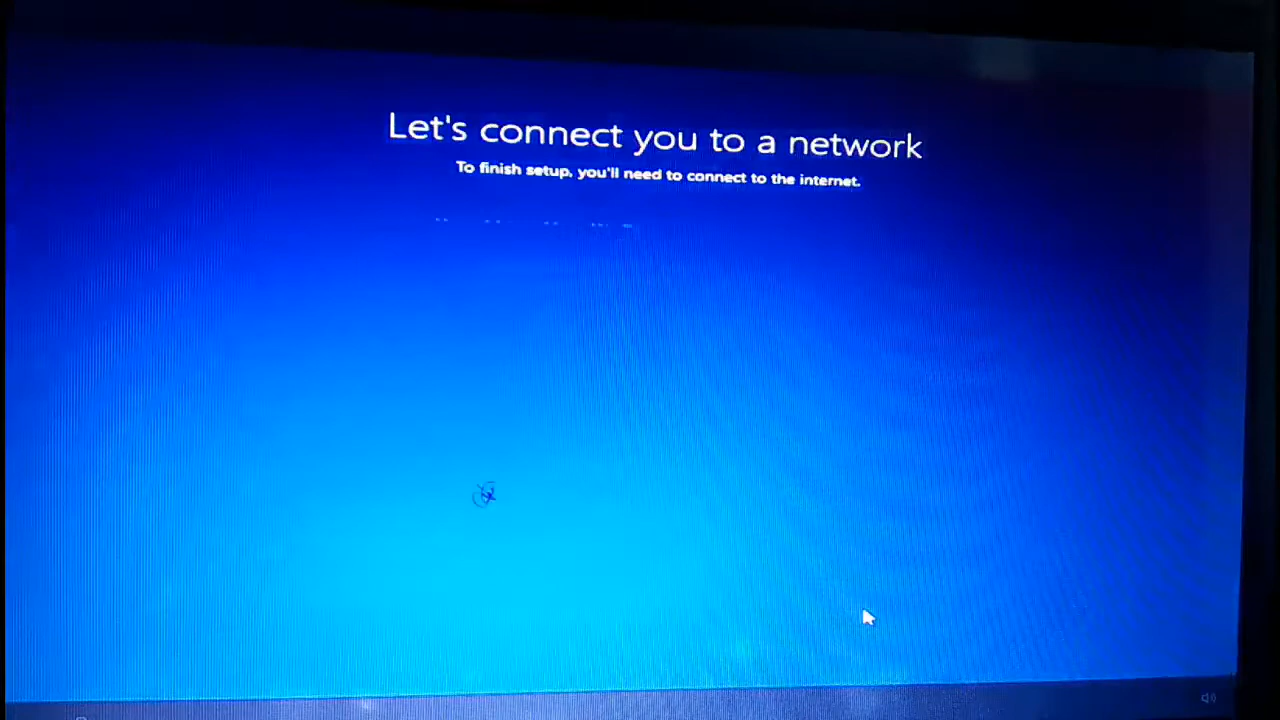 Let's connect you to a network
To finish setup, you'll need to connect to the internet.